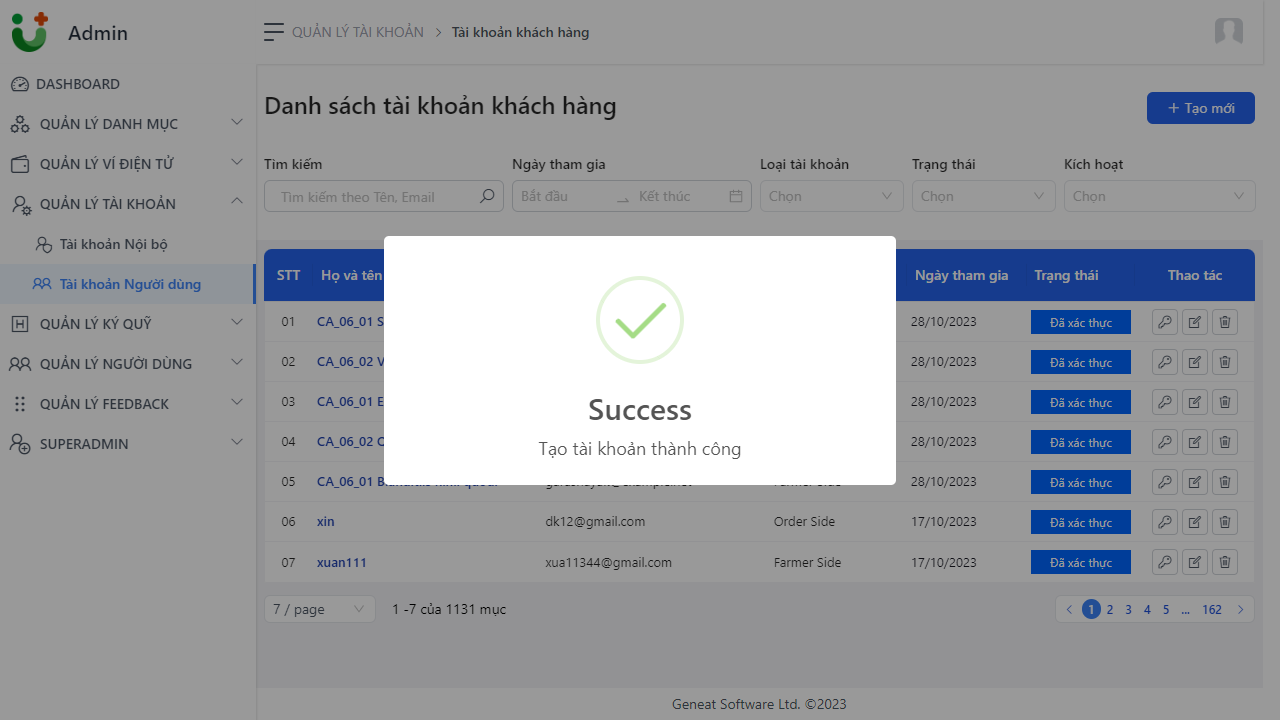 Admin
QUẢN LÝ TÀI KHOẢN > Tài khoản khách hàng
DASHBOARD
QUẢN LÝ DANH MỤC
QUẢN LÝ VÍ ĐIỆN TỬ
QUẢN LÝ TÀI KHOẢN
Tài khoản Nội bộ
Tài khoản Người dùng
QUẢN LÝ KÝ QUỸ
QUẢN LÝ NGƯỜI DÙNG
QUẢN LÝ FEEDBACK
SUPERADMIN
Danh sách tài khoản khách hàng
Tạo mới
Tìm kiếm Ngày tham gia Loại tài khoản Trạng thái Kích hoạt
Tìm kiếm theo Tên, Email Bắt đầu Kết thúc Chọn Chọn Chọn
STT Họ và tên Ngày tham gia Trạng thái Thao tác
01 CA_06_01 28/10/2023 Đã xác thực
02 CA_06_02 28/10/2023 Đã xác thực
03 CA_06_01 28/10/2023 Đã xác thực
04 CA_06_02 28/10/2023 Đã xác thực
05 CA_06_01 28/10/2023 Đã xác thực
06 xin dk12@gmail.com Order Side 17/10/2023 Đã xác thực
07 xuan111 xua11344@gmail.com Farmer Side 17/10/2023 Đã xác thực
Success
Tạo tài khoản thành công
7 / page 1 -7 của 1131 mục 1 2 3 4 5 ... 162
Geneat Software Ltd. ©2023